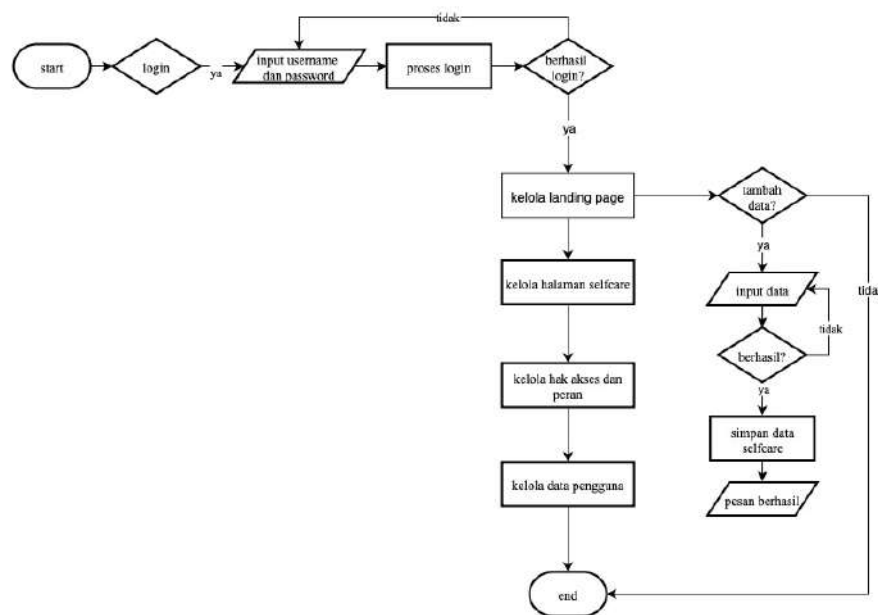 tidak
start
login
ya
input username
dan password
proses login
berhasil
login?
ya
kelola landing page
tambah
data?
ya
kelola halaman selfcare
input data
tida
tidak
berhasil?
kelola hak akses dan
peran
ya
simpan data
selfcare
kelola data pengguna
pesan berhasil
end